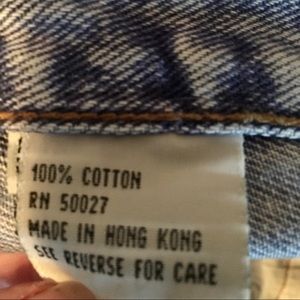 100% COTTON
RN 50027
MADE IN HONG KONG
SEE REVERSE FOR CARE